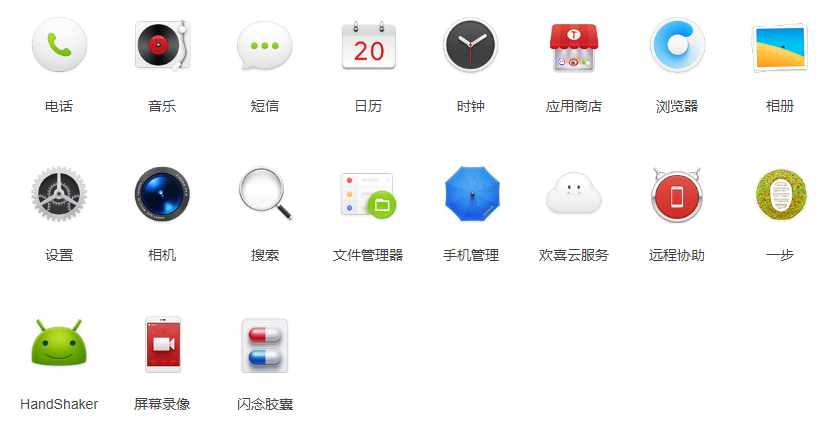 20
T
电话
音乐
短信
日历
时钟
应用商店
浏览器
相册
设置
相机
搜索
文件管理器
手机管理
欢喜云服务
远程协助
一步
HandShaker
屏幕录像
闪念胶囊